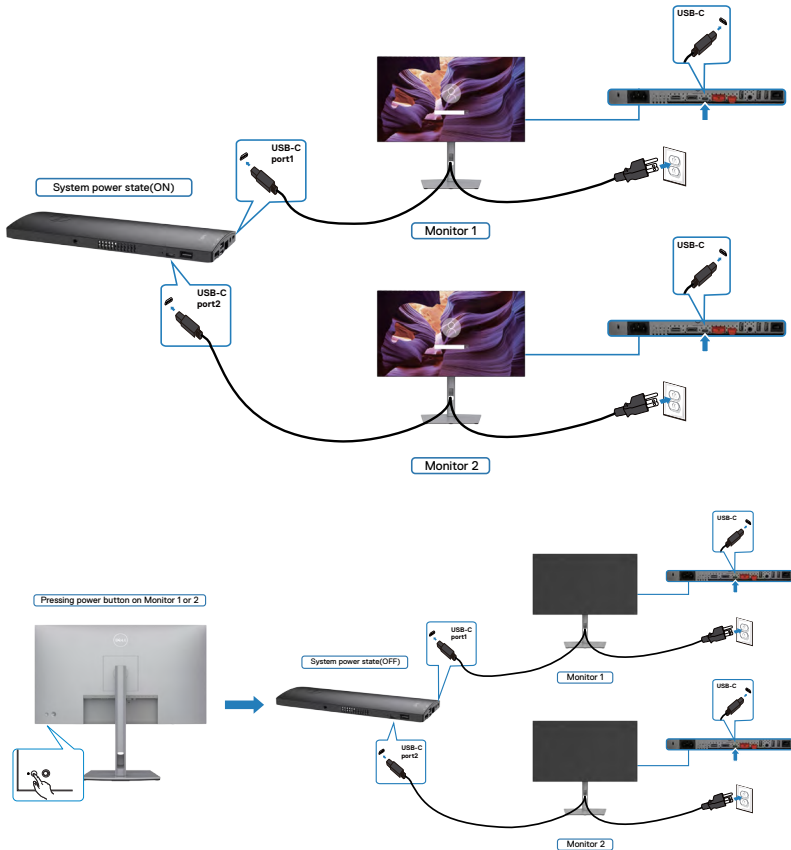 USB-C
USB-C
port1
System power state(ON)
Monitor 1
USB-C
USB-C
port2
Monitor 2
USB-C
Pressing power button on Monitor 1 or 2
USB-C
port1
System power state(OFF)
Monitor 1
USB-C
USB-C
port2
Monitor 2